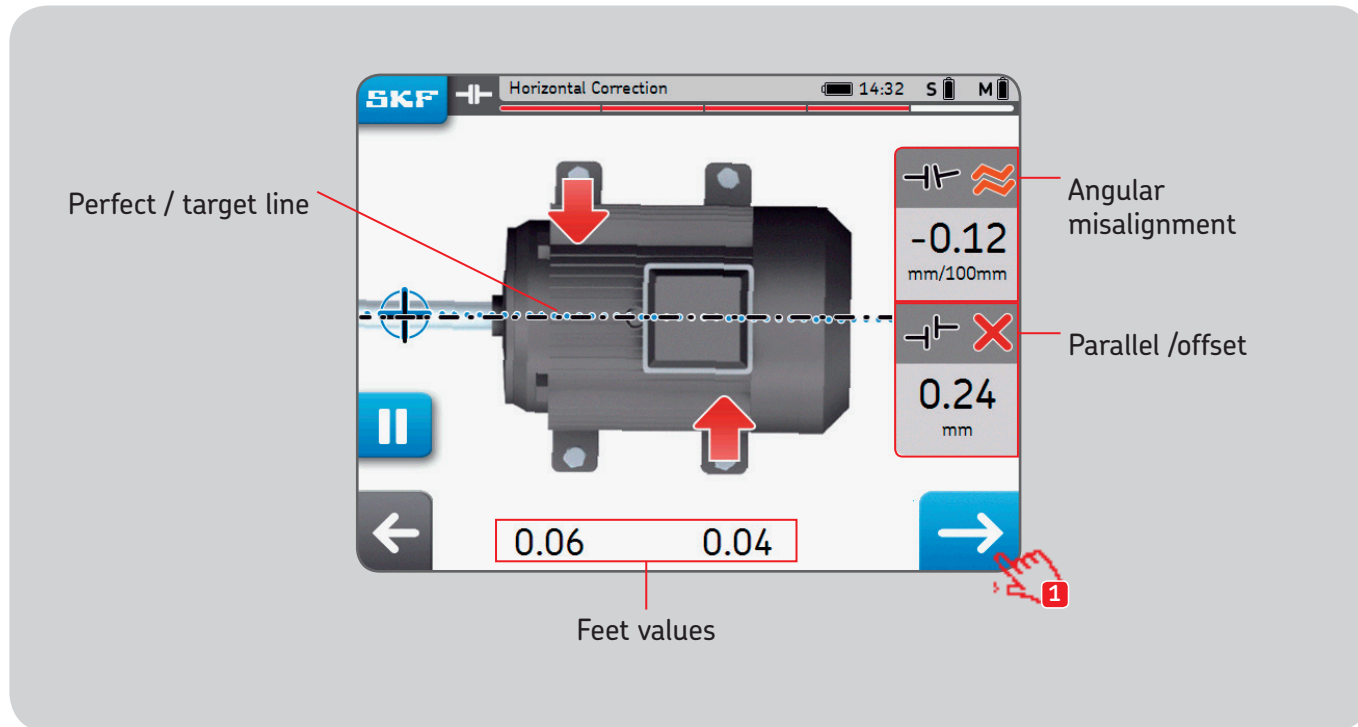 SKF
Horizontal Correction
14:32 S M
Perfect / target line
Angular
misalignment
-0.12
mm/100mm
Parallel /offset
0.24
mm
0.06 0.04
1
Feet values